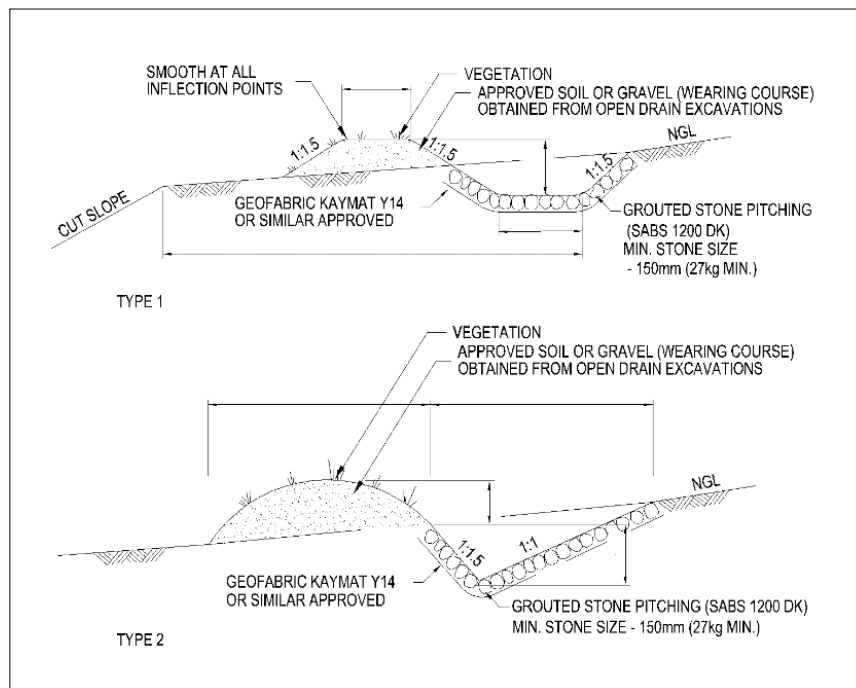 SMOOTH AT ALL
INFLECTION POINTS
VEGETATION
APPROVED SOIL OR GRAVEL (WEARING COURSE)
OBTAINED FROM OPEN DRAIN EXCAVATIONS
NGL
1:1.5
1:1.5
1:1.5
CUT SLOPE
GEOFABRIC KAYMAT Y14
OR SIMILAR APPROVED
GROUTED STONE PITCHING
(SABS 1200 DK)
MIN. STONE SIZE
- 150mm (27kg MIN.)
TYPE 1
VEGETATION
APPROVED SOIL OR GRAVEL (WEARING COURSE)
OBTAINED FROM OPEN DRAIN EXCAVATIONS
NGL
1:1.5
1:1
GEOFABRIC KAYMAT Y14
OR SIMILAR APPROVED
GROUTED STONE PITCHING (SABS 1200 DK)
MIN. STONE SIZE - 150mm (27kg MIN.)
TYPE 2